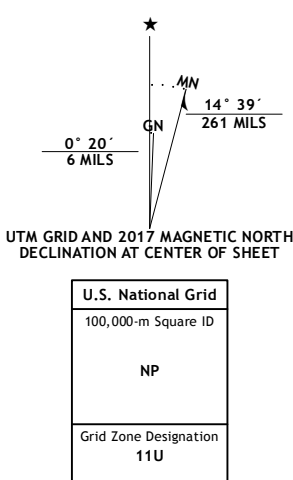 ★
MN
14° 39´
261 MILS
GN
0° 20´
6 MILS
UTM GRID AND 2017 MAGNETIC NORTH
DECLINATION AT CENTER OF SHEET
U.S. National Grid
100,000-m Square ID
NP
Grid Zone Designation
11U